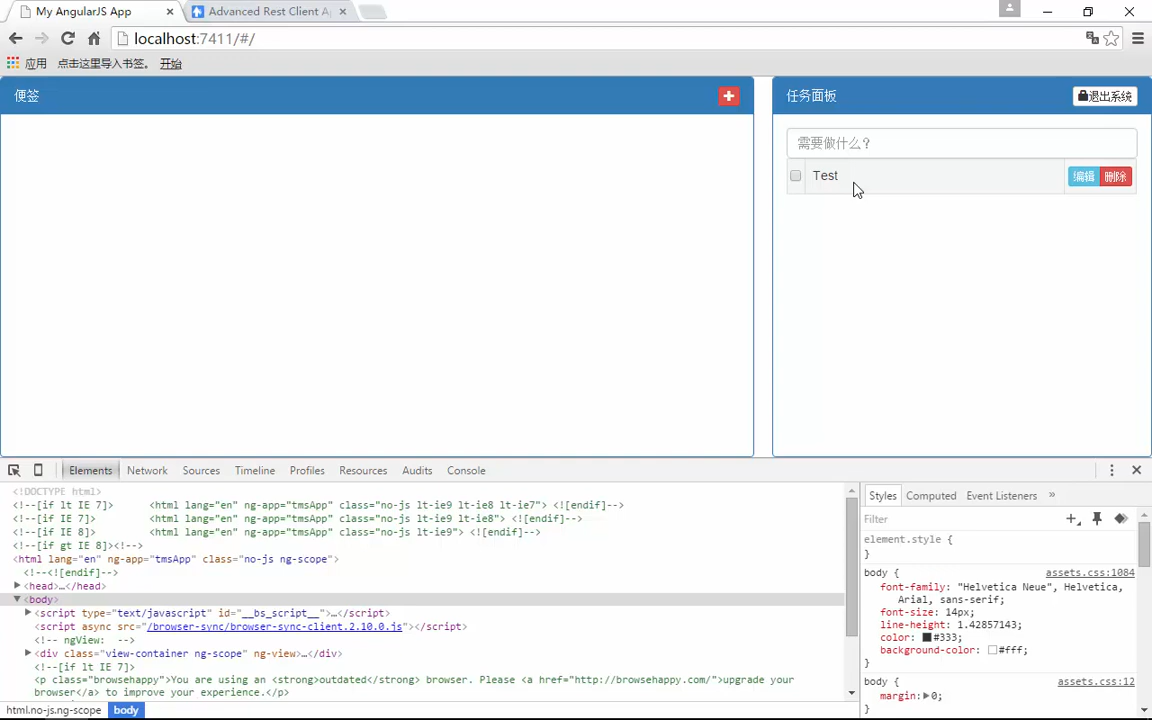 My AngularJS App
Advanced Rest Client A
localhost:7411/#/
应用 点击这里导入书签。 开始
便签
任务面板
退出系统
需要做什么？
Test
编辑 删除
Elements Network Sources Timeline Profiles Resources Audits Console
<!DOCTYPE html>
<!--[if lt IE 7]> <html lang="en" ng-app="tmsApp" class="no-js lt-ie9 lt-ie8 lt-ie7"> <![endif]-->
<!--[if IE 7]> <html lang="en" ng-app="tmsApp" class="no-js lt-ie9 lt-ie8"> <![endif]-->
<!--[if IE 8]> <html lang="en" ng-app="tmsApp" class="no-js lt-ie9"> <![endif]-->
<!--[if gt IE 8]><!-->
<html lang="en" ng-app="tmsApp" class="no-js ng-scope">
<!--<![endif]-->
<head>…</head>
<body>
<script type="text/javascript" id="__bs_script__">…</script>
<script async src="/browser-sync/browser-sync-client.2.10.0.js"></script>
<!-- ngView: -->
<div class="view-container ng-scope" ng-view>…</div>
<!--[if lt IE 7]>
<p class="browsehappy">You are using an <strong>outdated</strong> browser. Please <a href="http://browsehappy.com/">upgrade your
browser</a> to improve your experience.</p>
html.no-js.ng-scope body
Styles Computed Event Listeners »
Filter
element.style {
}
body { assets.css:1084
font-family: "Helvetica Neue", Helvetica,
Arial, sans-serif;
font-size: 14px;
line-height: 1.42857143;
color: #333;
background-color: #fff;
}
body { assets.css:12
margin: 0;
}